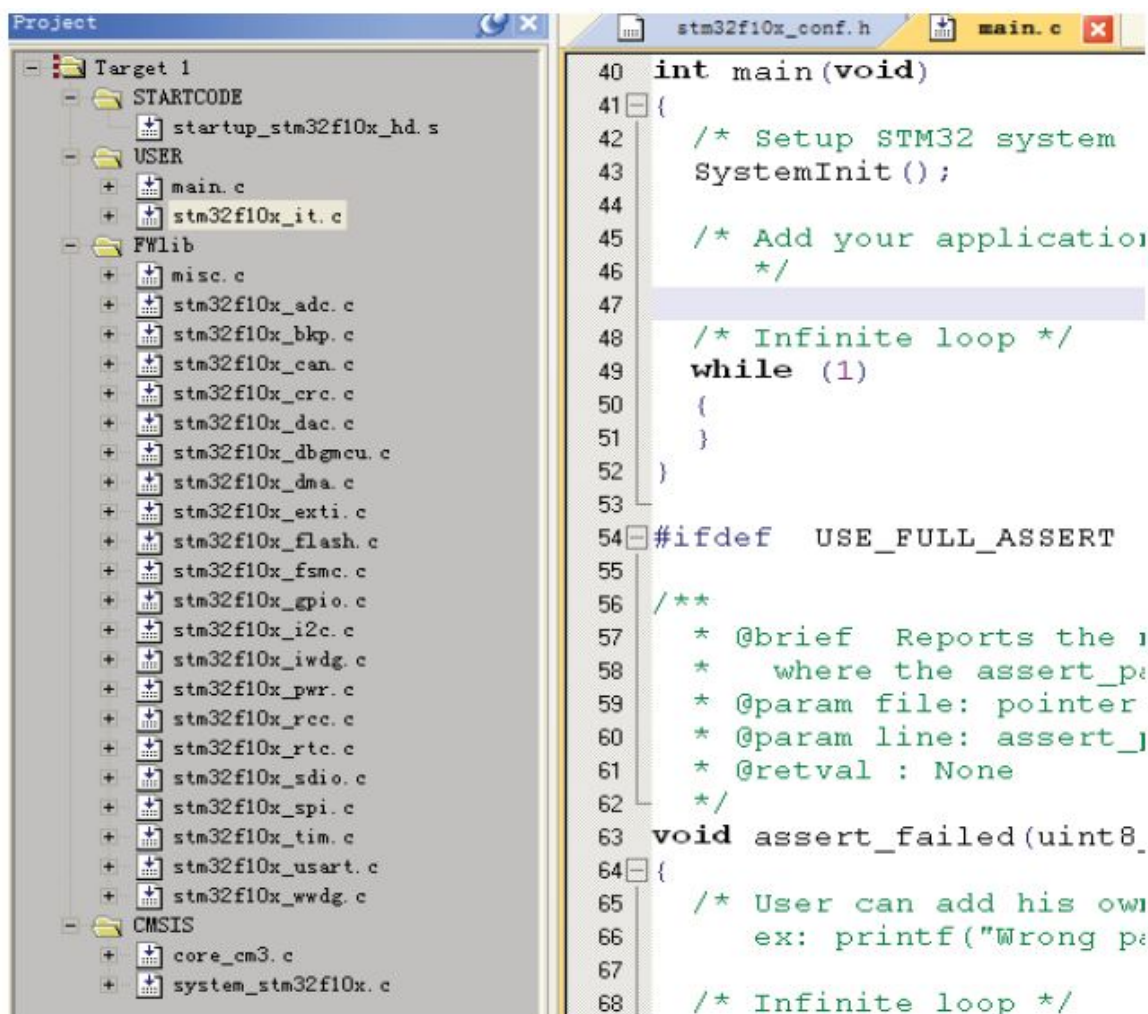 Project
Target 1
STARTCODE
startup_stm32f10x_hd.s
USER
main.c
stm32f10x_it.c
FWlib
misc.c
stm32f10x_adc.c
stm32f10x_bkp.c
stm32f10x_can.c
stm32f10x_crc.c
stm32f10x_dac.c
stm32f10x_dbgmcu.c
stm32f10x_dma.c
stm32f10x_exti.c
stm32f10x_flash.c
stm32f10x_fsmc.c
stm32f10x_gpio.c
stm32f10x_i2c.c
stm32f10x_iwdg.c
stm32f10x_pwr.c
stm32f10x_rcc.c
stm32f10x_rtc.c
stm32f10x_sdio.c
stm32f10x_spi.c
stm32f10x_tim.c
stm32f10x_usart.c
stm32f10x_wwdg.c
CMSIS
core_cm3.c
system_stm32f10x.c
stm32f10x_conf.h main.c
40 int main(void)
41 {
42 /* Setup STM32 system
43 SystemInit();
44
45 /* Add your application
46 */
47
48 /* Infinite loop */
49 while (1)
50 {
51 }
52 }
53
54 #ifdef USE_FULL_ASSERT
55
56 /**
57 * @brief Reports the
58 * where the assert_pa
59 * @param file: pointer
60 * @param line: assert_
61 * @retval : None
62 */
63 void assert_failed(uint8_
64 {
65 /* User can add his own
66 ex: printf("Wrong pa
67
68 /* Infinite loop */